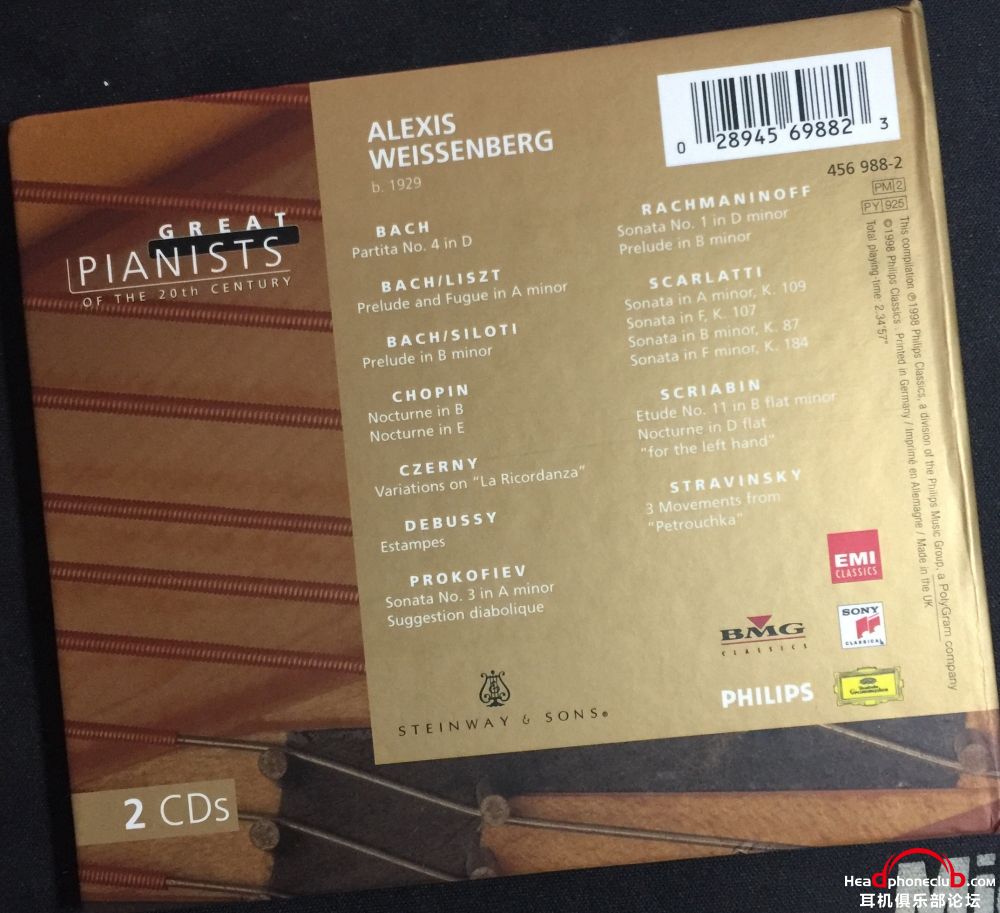 GREAT
PIANISTS
OF THE 20th CENTURY
ALEXIS
WEISSENBERG
b. 1929
BACH
Partita No. 4 in D
BACH/LISZT
Prelude and Fugue in A minor
BACH/SILOTI
Prelude in B minor
CHOPIN
Nocturne in B
Nocturne in E
CZERNY
Variations on "La Ricordanza"
DEBUSSY
Estampes
PROKOFIEV
Sonata No. 3 in A minor
Suggestion diabolique
RACHMANINOFF
Sonata No. 1 in D minor
Prelude in B minor
SCARLATTI
Sonata in A minor, K. 109
Sonata in F, K. 107
Sonata in B minor, K. 87
Sonata in F minor, K. 184
SCRIABIN
Etude No. 11 in B flat minor
Nocturne in D flat
"for the left hand"
STRAVINSKY
3 Movements from
"Petrouchka"
0 28945 69882 3
456 988-2
PM 2
PY 925
This compilation ℗1998 Philips Classics, a division of the Philips Music Group, a PolyGram company
©1998 Philips Classics. Printed in Germany / Imprimé en Allemagne / Made in the UK
Total playing-time 2.34'57"
EMI
CLASSICS
BMG
CLASSICS
SONY
CLASSICAL
PHILIPS
Deutsche
Grammophon
STEINWAY & SONS®
2 CDs
Headphoneclub.com
耳机俱乐部论坛